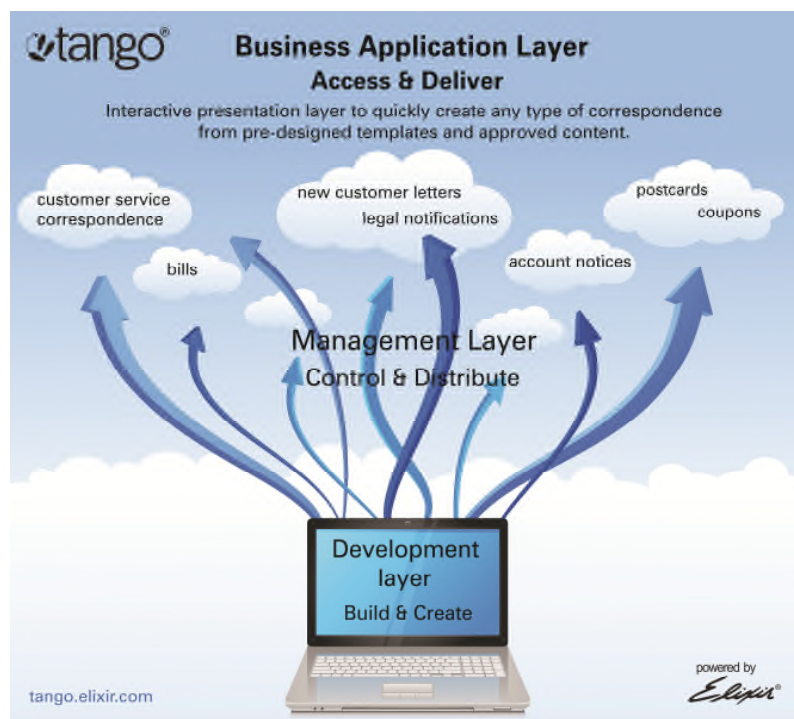 tango®
Business Application Layer
Access & Deliver
Interactive presentation layer to quickly create any type of correspondence
from pre-designed templates and approved content.
customer service
correspondence
new customer letters
legal notifications
postcards
coupons
bills
account notices
Management Layer
Control & Distribute
Development
layer
Build & Create
tango.elixir.com
powered by
Elixir®